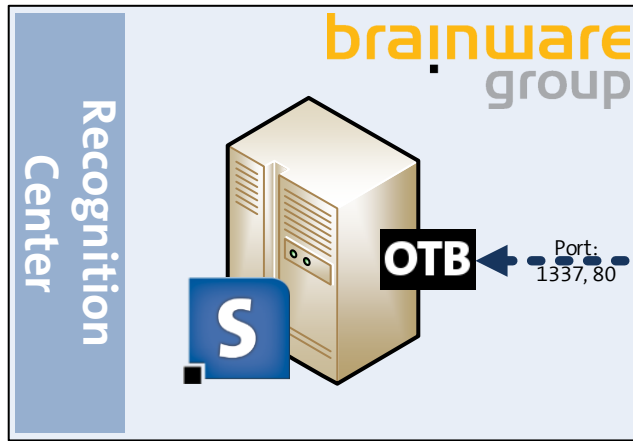 brainware
group
Recognition
Center
OTB
Port:
1337, 80
S